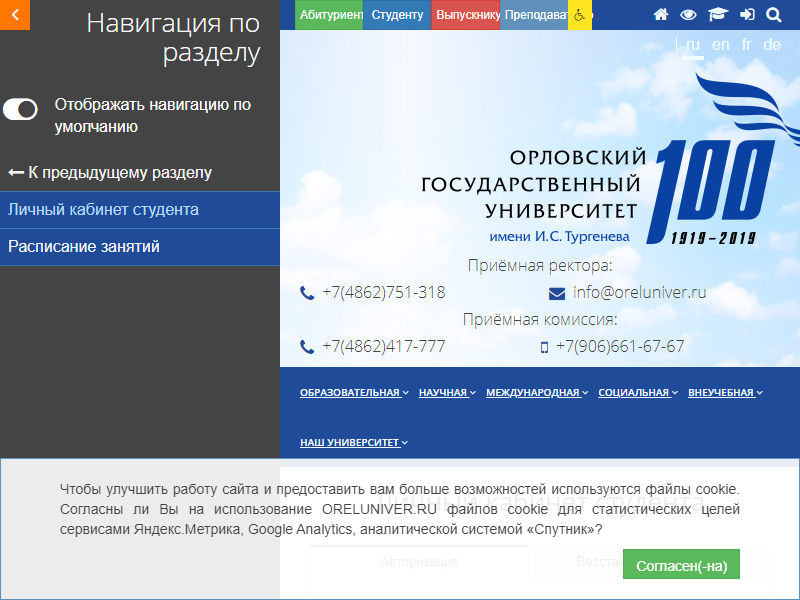 Навигация по
разделу
Отображать навигацию по
умолчанию
К предыдущему разделу
Личный кабинет студента
Расписание занятий
Абитуриент Студенту Выпускнику Преподават
ru en fr de
ОРЛОВСКИЙ
ГОСУДАРСТВЕННЫЙ
УНИВЕРСИТЕТ
имени И.С. Тургенева
100
1919–2019
Приёмная ректора:
+7(4862)751-318 info@oreluniver.ru
Приёмная комиссия:
+7(4862)417-777 +7(906)661-67-67
ОБРАЗОВАТЕЛЬНАЯ НАУЧНАЯ МЕЖДУНАРОДНАЯ СОЦИАЛЬНАЯ ВНЕУЧЕБНАЯ
НАШ УНИВЕРСИТЕТ
Личный кабинет студента
Чтобы улучшить работу сайта и предоставить вам больше возможностей используются файлы cookie.
Согласны ли Вы на использование ORELUNIVER.RU файлов cookie для статистических целей
сервисами Яндекс.Метрика, Google Analytics, аналитической системой «Спутник»?
Авторизация Восста
Согласен(-на)